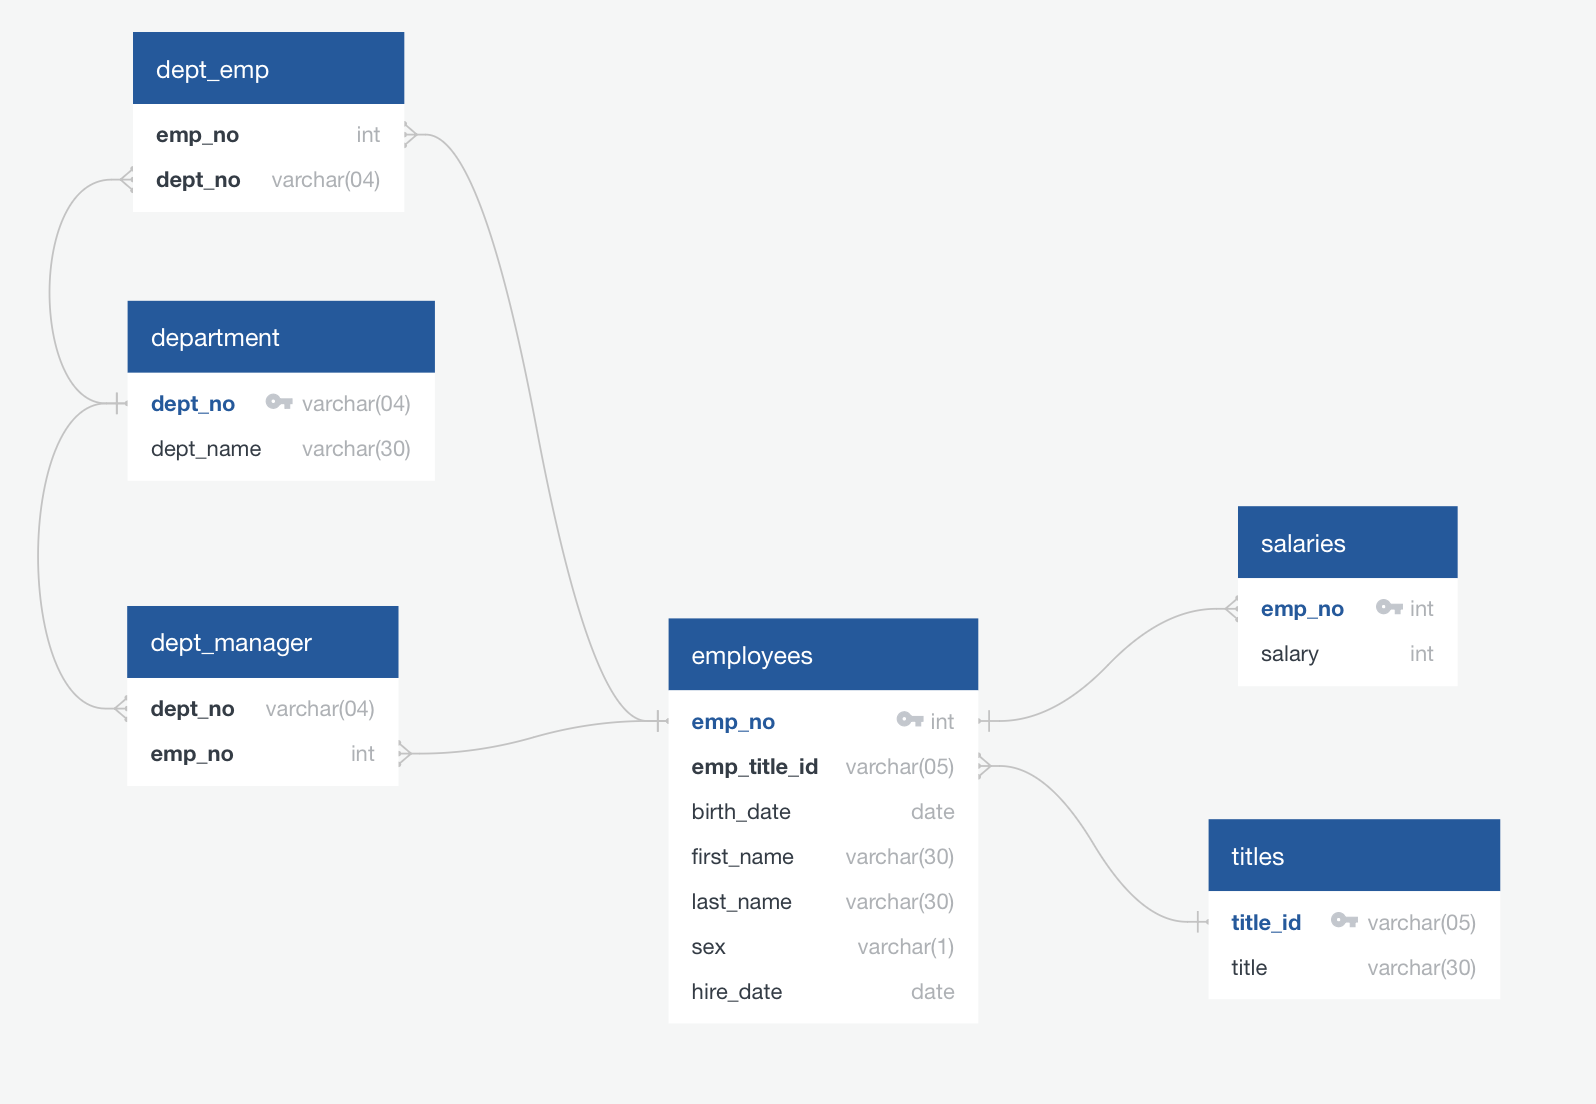 dept_emp
emp_no int
dept_no varchar(04)
department
dept_no varchar(04)
dept_name varchar(30)
dept_manager
dept_no varchar(04)
emp_no int
employees
emp_no int
emp_title_id varchar(05)
birth_date date
first_name varchar(30)
last_name varchar(30)
sex varchar(1)
hire_date date
salaries
emp_no int
salary int
titles
title_id varchar(05)
title varchar(30)